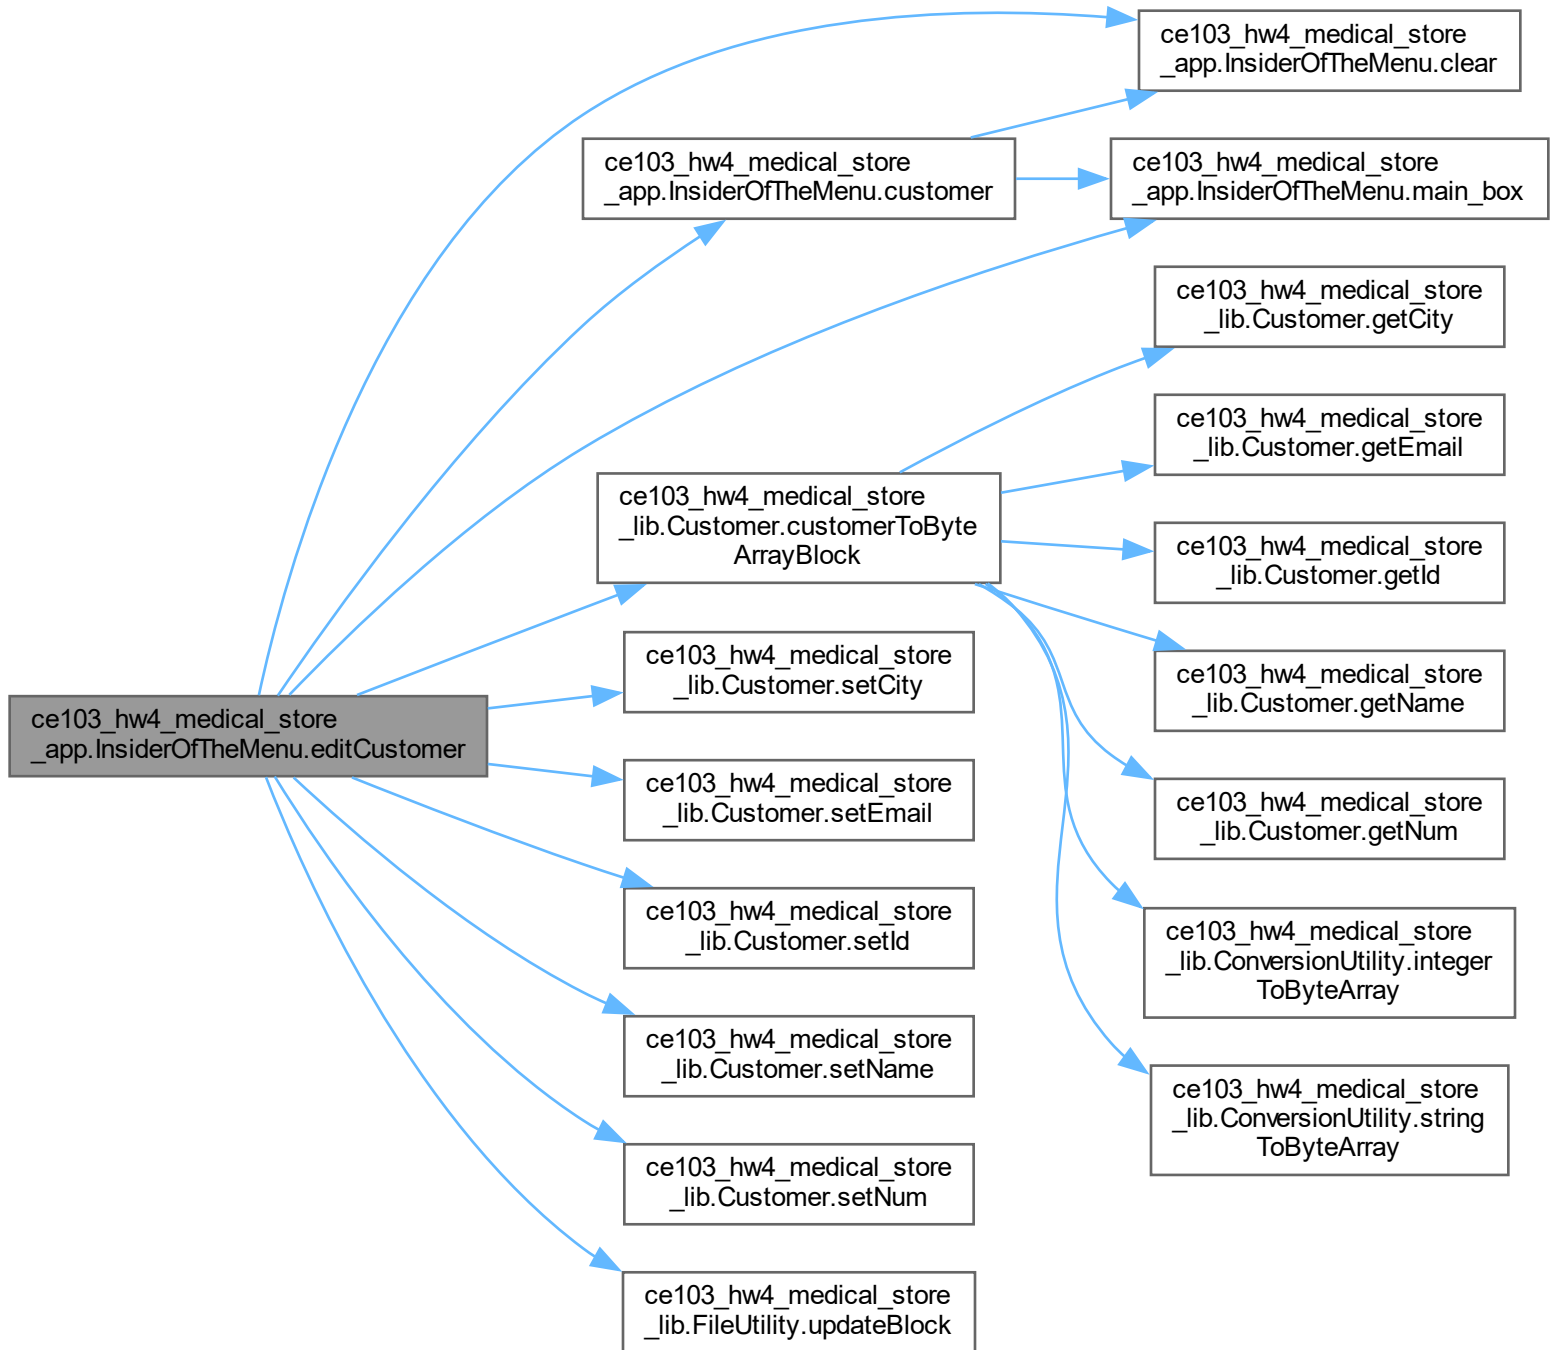 ce103_hw4_medical_store
_app.InsiderOfTheMenu.editCustomer
ce103_hw4_medical_store
_app.InsiderOfTheMenu.customer
ce103_hw4_medical_store
_lib.Customer.customerToByte
ArrayBlock
ce103_hw4_medical_store
_lib.Customer.setCity
ce103_hw4_medical_store
_lib.Customer.setEmail
ce103_hw4_medical_store
_lib.Customer.setId
ce103_hw4_medical_store
_lib.Customer.setName
ce103_hw4_medical_store
_lib.Customer.setNum
ce103_hw4_medical_store
_lib.FileUtility.updateBlock
ce103_hw4_medical_store
_app.InsiderOfTheMenu.clear
ce103_hw4_medical_store
_app.InsiderOfTheMenu.main_box
ce103_hw4_medical_store
_lib.Customer.getCity
ce103_hw4_medical_store
_lib.Customer.getEmail
ce103_hw4_medical_store
_lib.Customer.getId
ce103_hw4_medical_store
_lib.Customer.getName
ce103_hw4_medical_store
_lib.Customer.getNum
ce103_hw4_medical_store
_lib.ConversionUtility.integer
ToByteArray
ce103_hw4_medical_store
_lib.ConversionUtility.string
ToByteArray